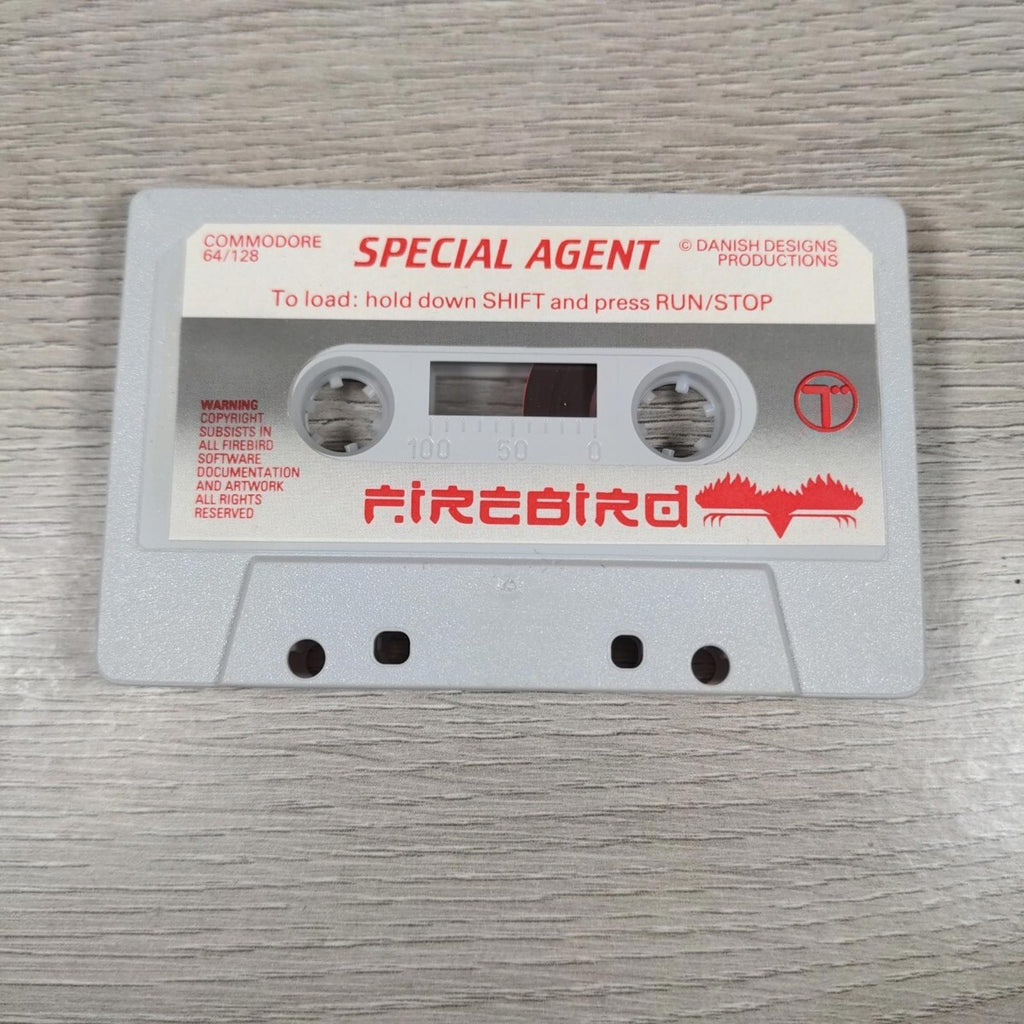 COMMODORE
64/128
SPECIAL AGENT
© DANISH DESIGNS
PRODUCTIONS
To load: hold down SHIFT and press RUN/STOP
T
WARNING
COPYRIGHT
SUBSISTS IN
ALL FIREBIRD
SOFTWARE
DOCUMENTATION
AND ARTWORK
ALL RIGHTS
RESERVED
100 50 0
FIREBIRD